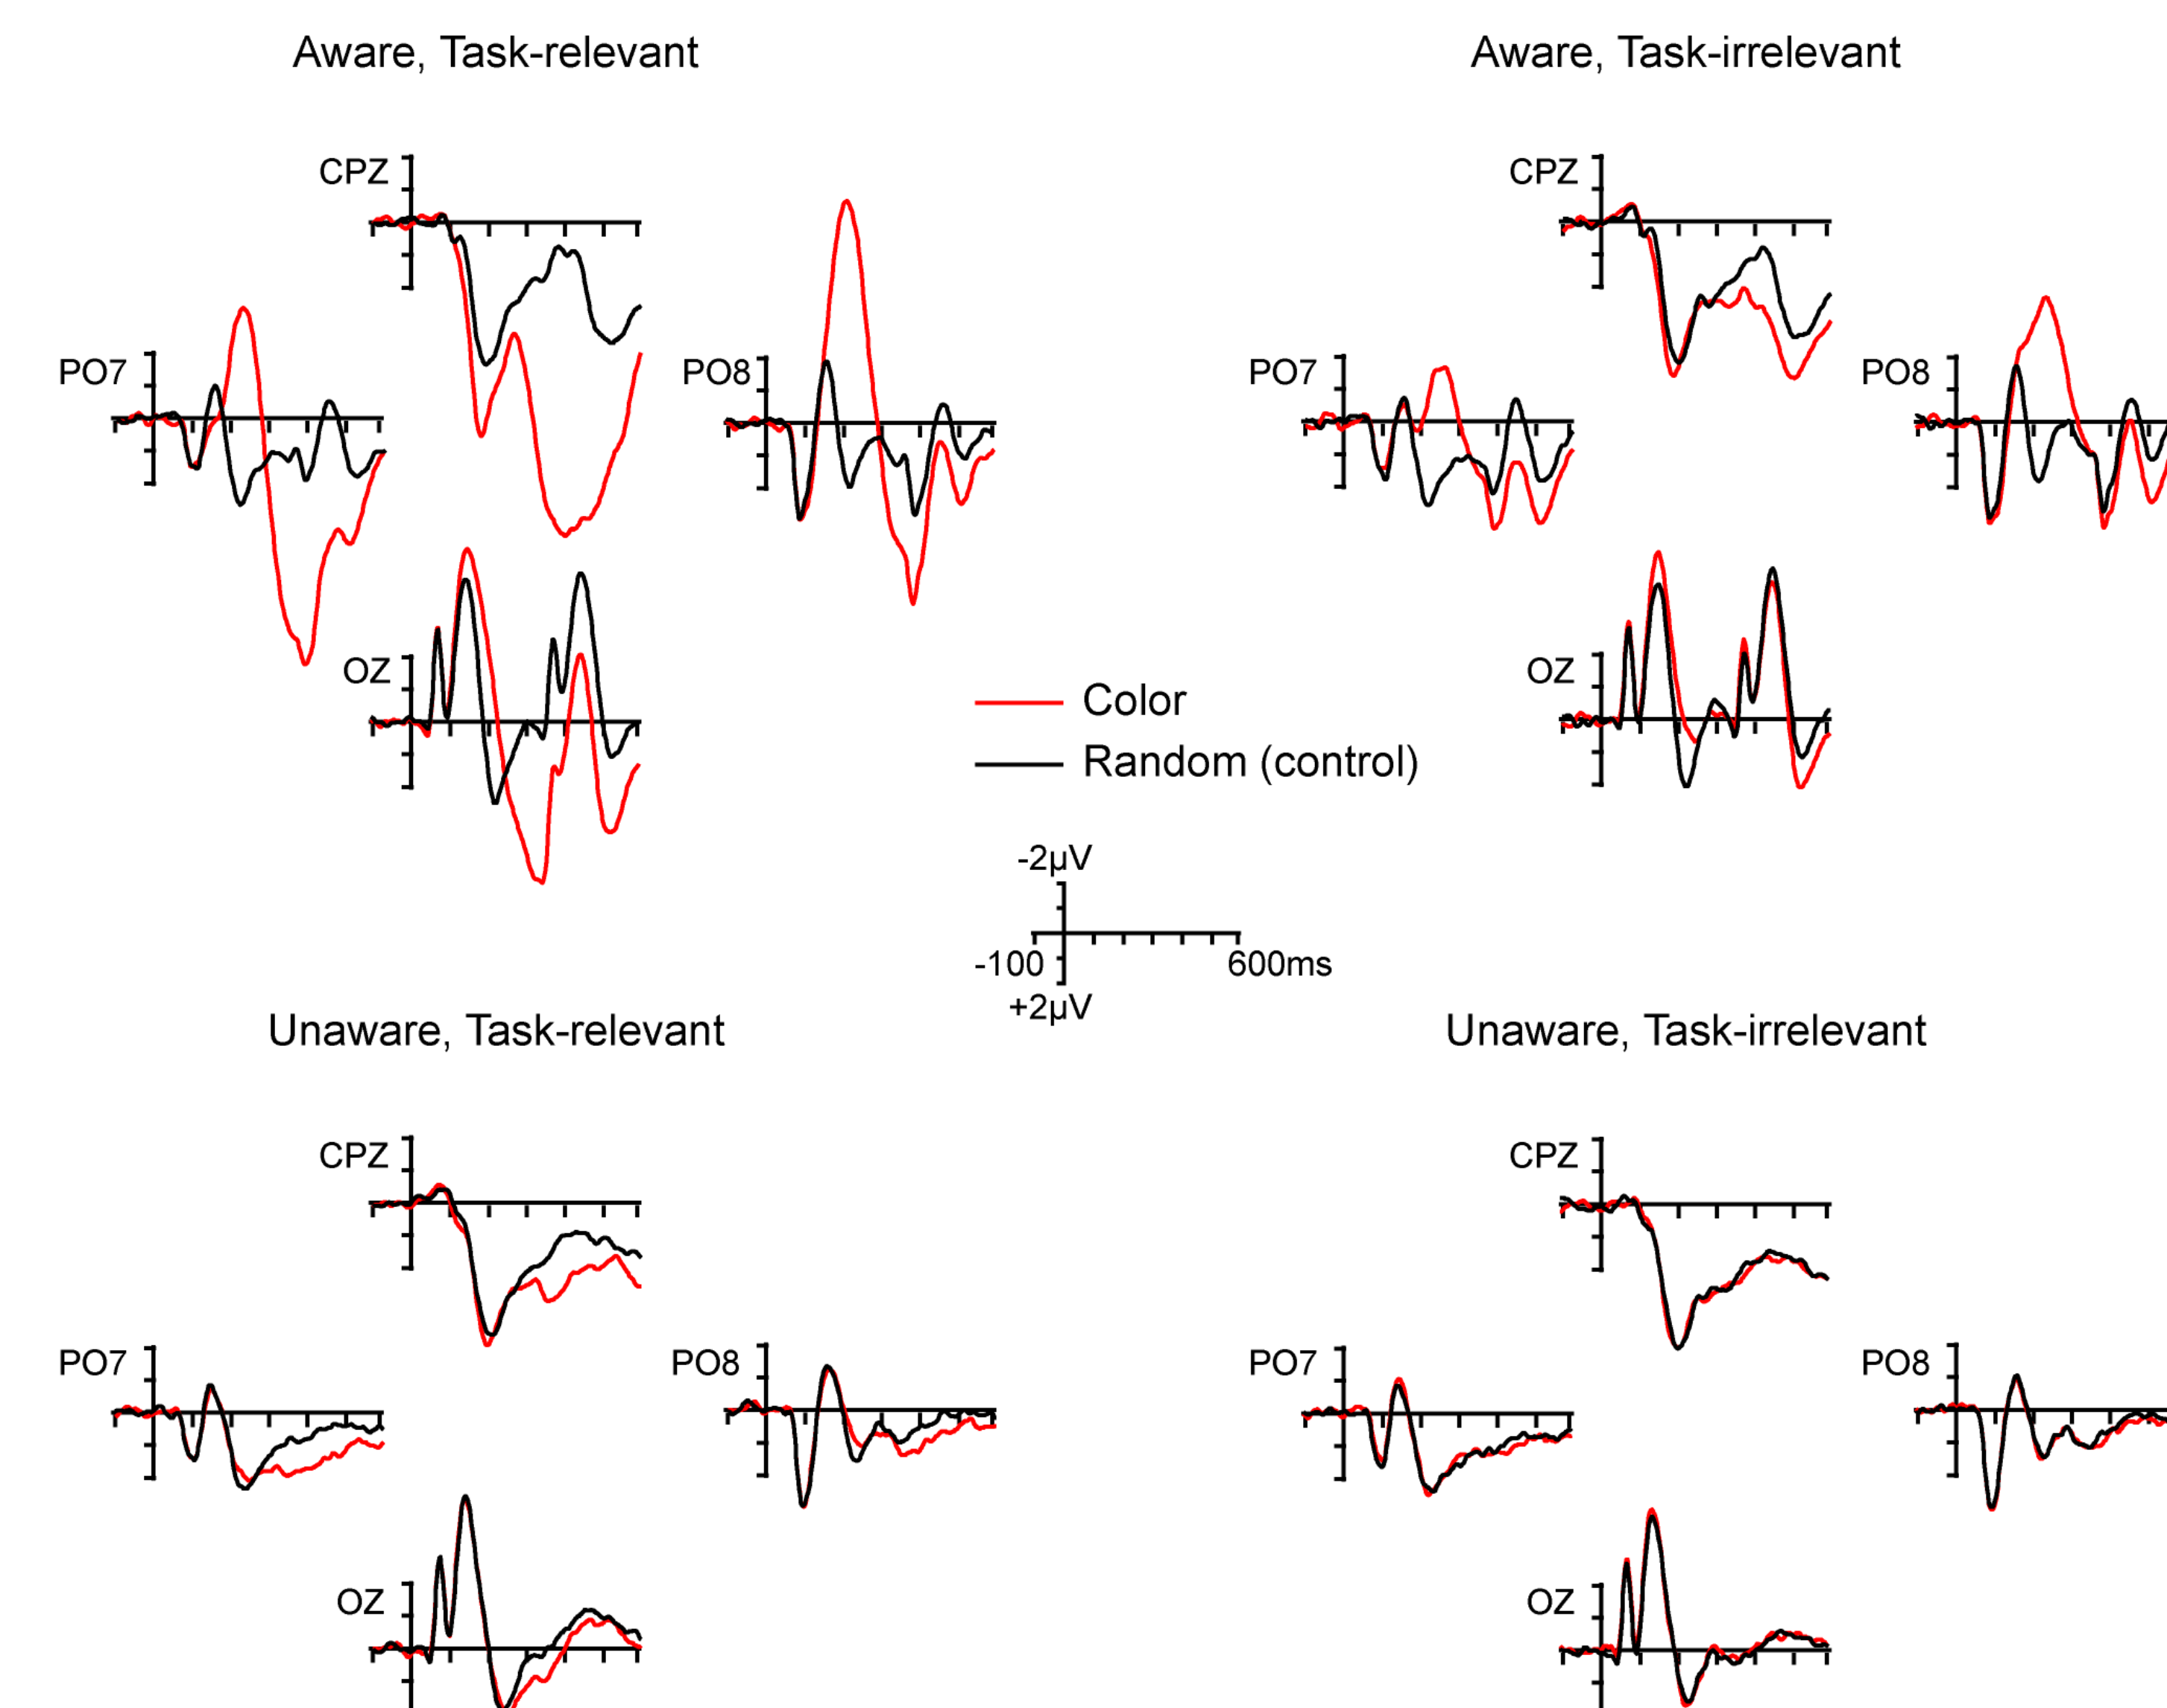 Aware, Task-relevant
Aware, Task-irrelevant
CPZ
CPZ
PO7
PO8
PO7
PO8
OZ
OZ
Color
Random (control)
-2µV
-100
600ms
+2µV
Unaware, Task-relevant
Unaware, Task-irrelevant
CPZ
CPZ
PO7
PO8
PO7
PO8
OZ
OZ